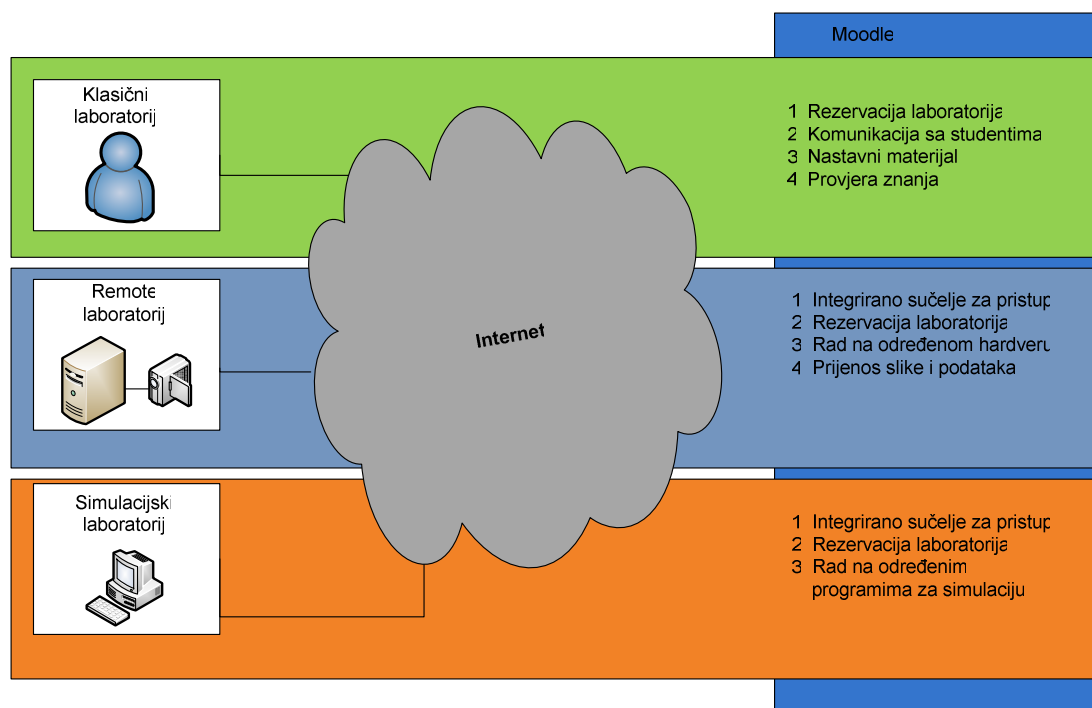 Moodle
Klasični
laboratorij
1 Rezervacija laboratorija
2 Komunikacija sa studentima
3 Nastavni materijal
4 Provjera znanja
Remote
laboratorij
Internet
1 Integrirano sučelje za pristup
2 Rezervacija laboratorija
3 Rad na određenom hardveru
4 Prijenos slike i podataka
Simulacijski
laboratorij
1 Integrirano sučelje za pristup
2 Rezervacija laboratorija
3 Rad na određenim
programima za simulaciju